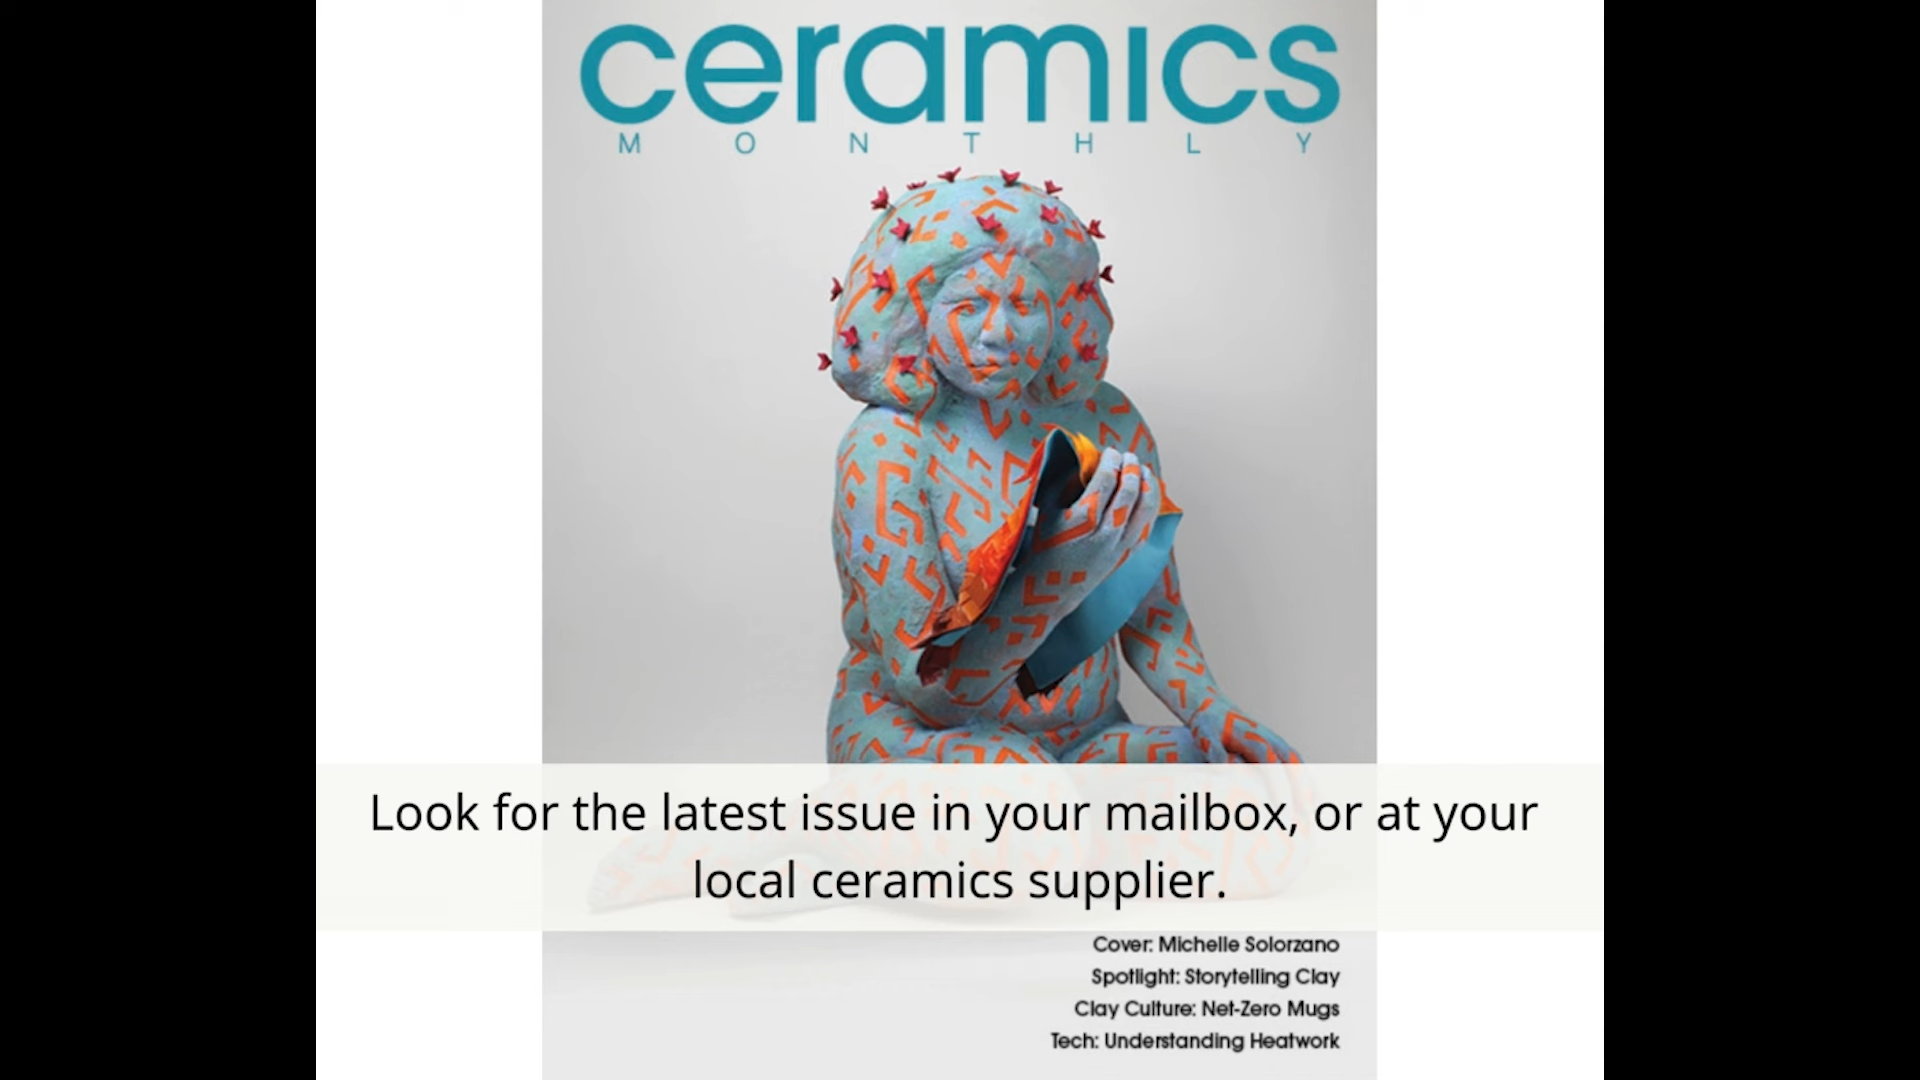 ceramics
MONTHLY
Look for the latest issue in your mailbox, or at your
local ceramics supplier.
Cover: Michelle Solorzano
Spotlight: Storytelling Clay
Clay Culture: Net-Zero Mugs
Tech: Understanding Heatwork